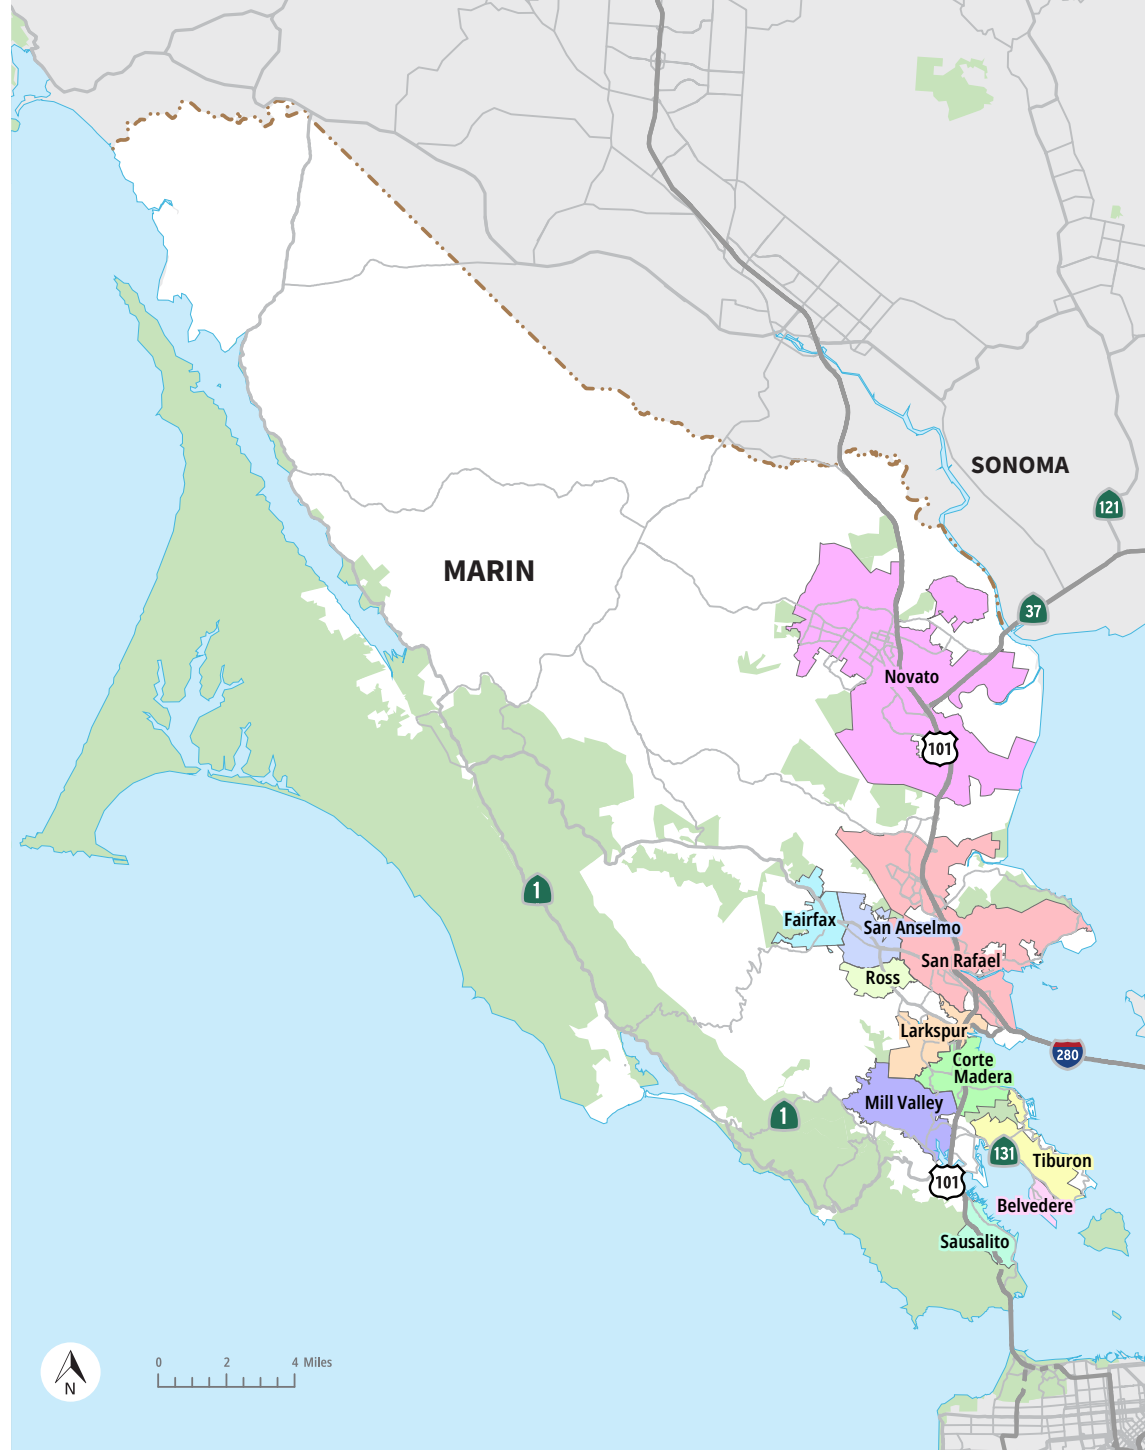 SONOMA
121
MARIN
37
Novato
101
1
Fairfax
San Anselmo
San Rafael
Ross
Larkspur
280
Corte
Madera
Mill Valley
1
131
Tiburon
101
Belvedere
Sausalito
0 2 4 Miles
N